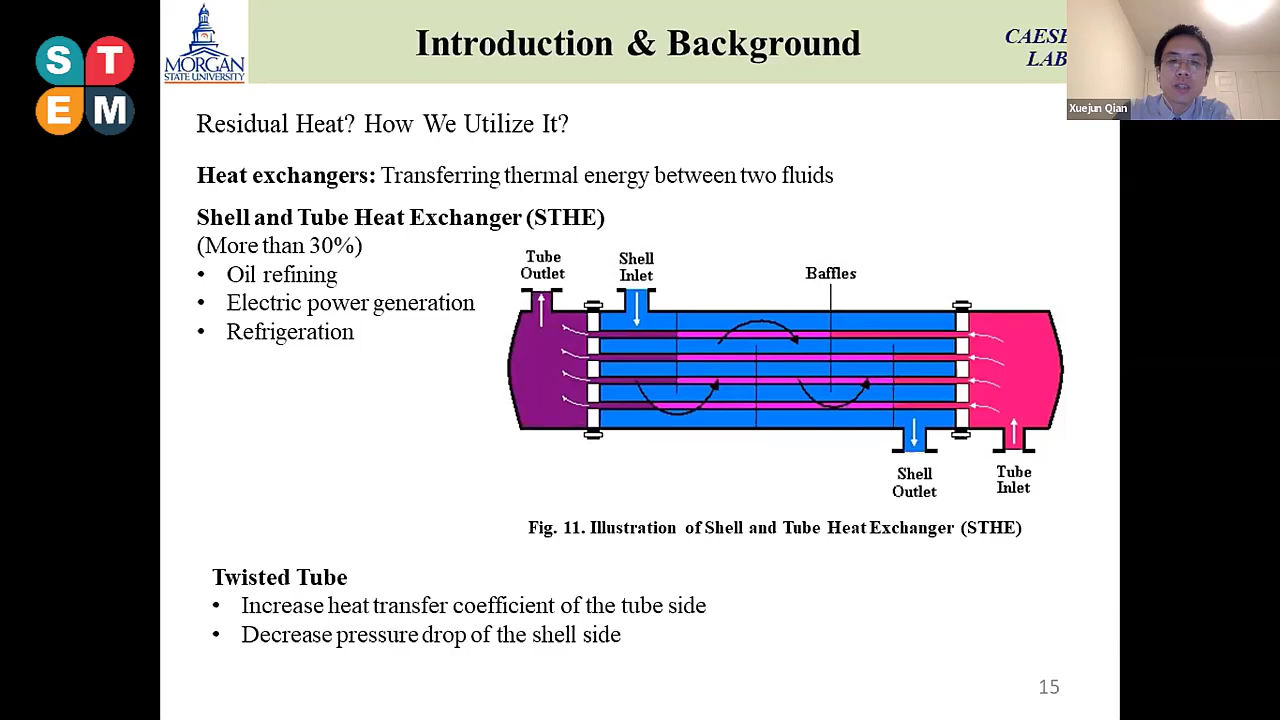 S T
E M
MORGAN
STATE UNIVERSITY
Introduction & Background
LAB
Xuejun Qian
Residual Heat? How We Utilize It?
Heat exchangers: Transferring thermal energy between two fluids
Shell and Tube Heat Exchanger (STHE)
(More than 30%)
• Oil refining
• Electric power generation
• Refrigeration
Tube
Outlet
Shell
Inlet
Baffles
Shell
Outlet
Tube
Inlet
Fig. 11. Illustration of Shell and Tube Heat Exchanger (STHE)
Twisted Tube
• Increase heat transfer coefficient of the tube side
• Decrease pressure drop of the shell side
15